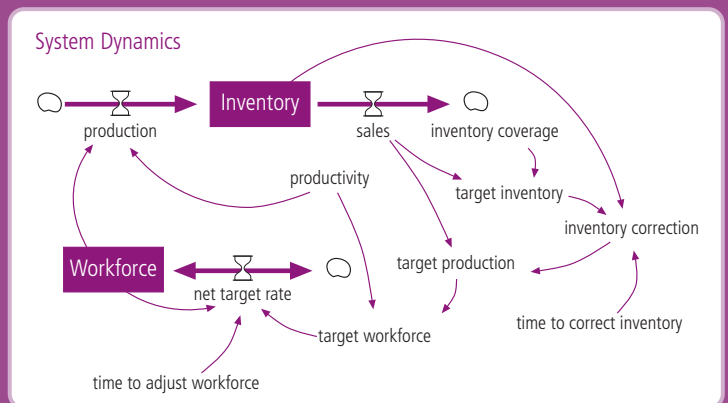 System Dynamics
Inventory
production
sales
inventory coverage
productivity
target inventory
inventory correction
Workforce
target production
net target rate
target workforce
time to correct inventory
time to adjust workforce